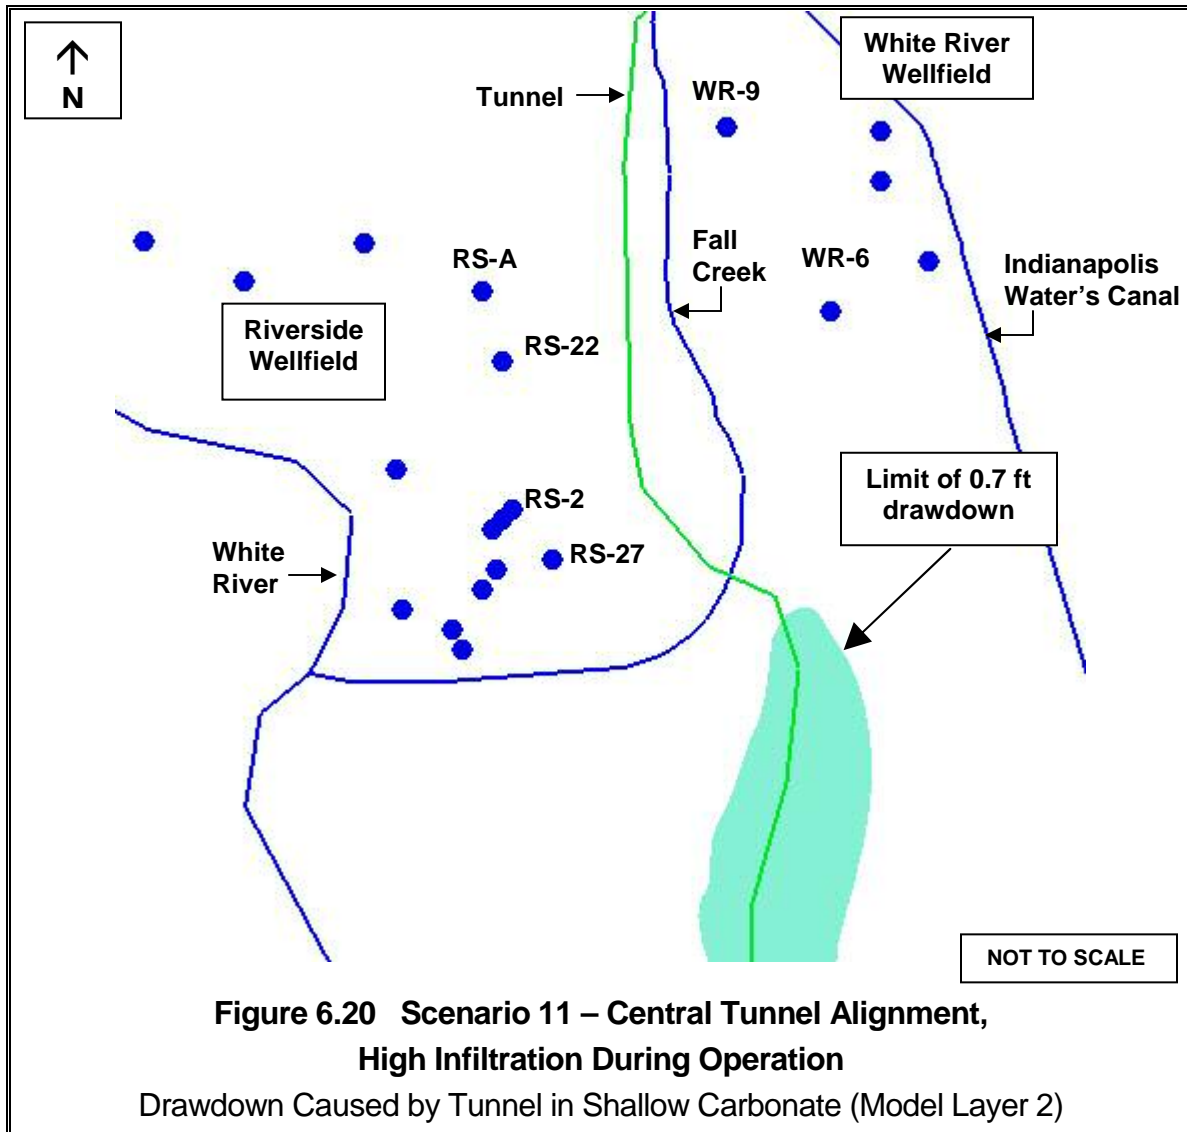 N
White River
Wellfield
Tunnel
WR-9
Fall
Creek
WR-6
Indianapolis
Water’s Canal
RS-A
Riverside
Wellfield
RS-22
Limit of 0.7 ft
drawdown
RS-2
White
River
RS-27
NOT TO SCALE
Figure 6.20   Scenario 11 – Central Tunnel Alignment,
High Infiltration During Operation
Drawdown Caused by Tunnel in Shallow Carbonate (Model Layer 2)